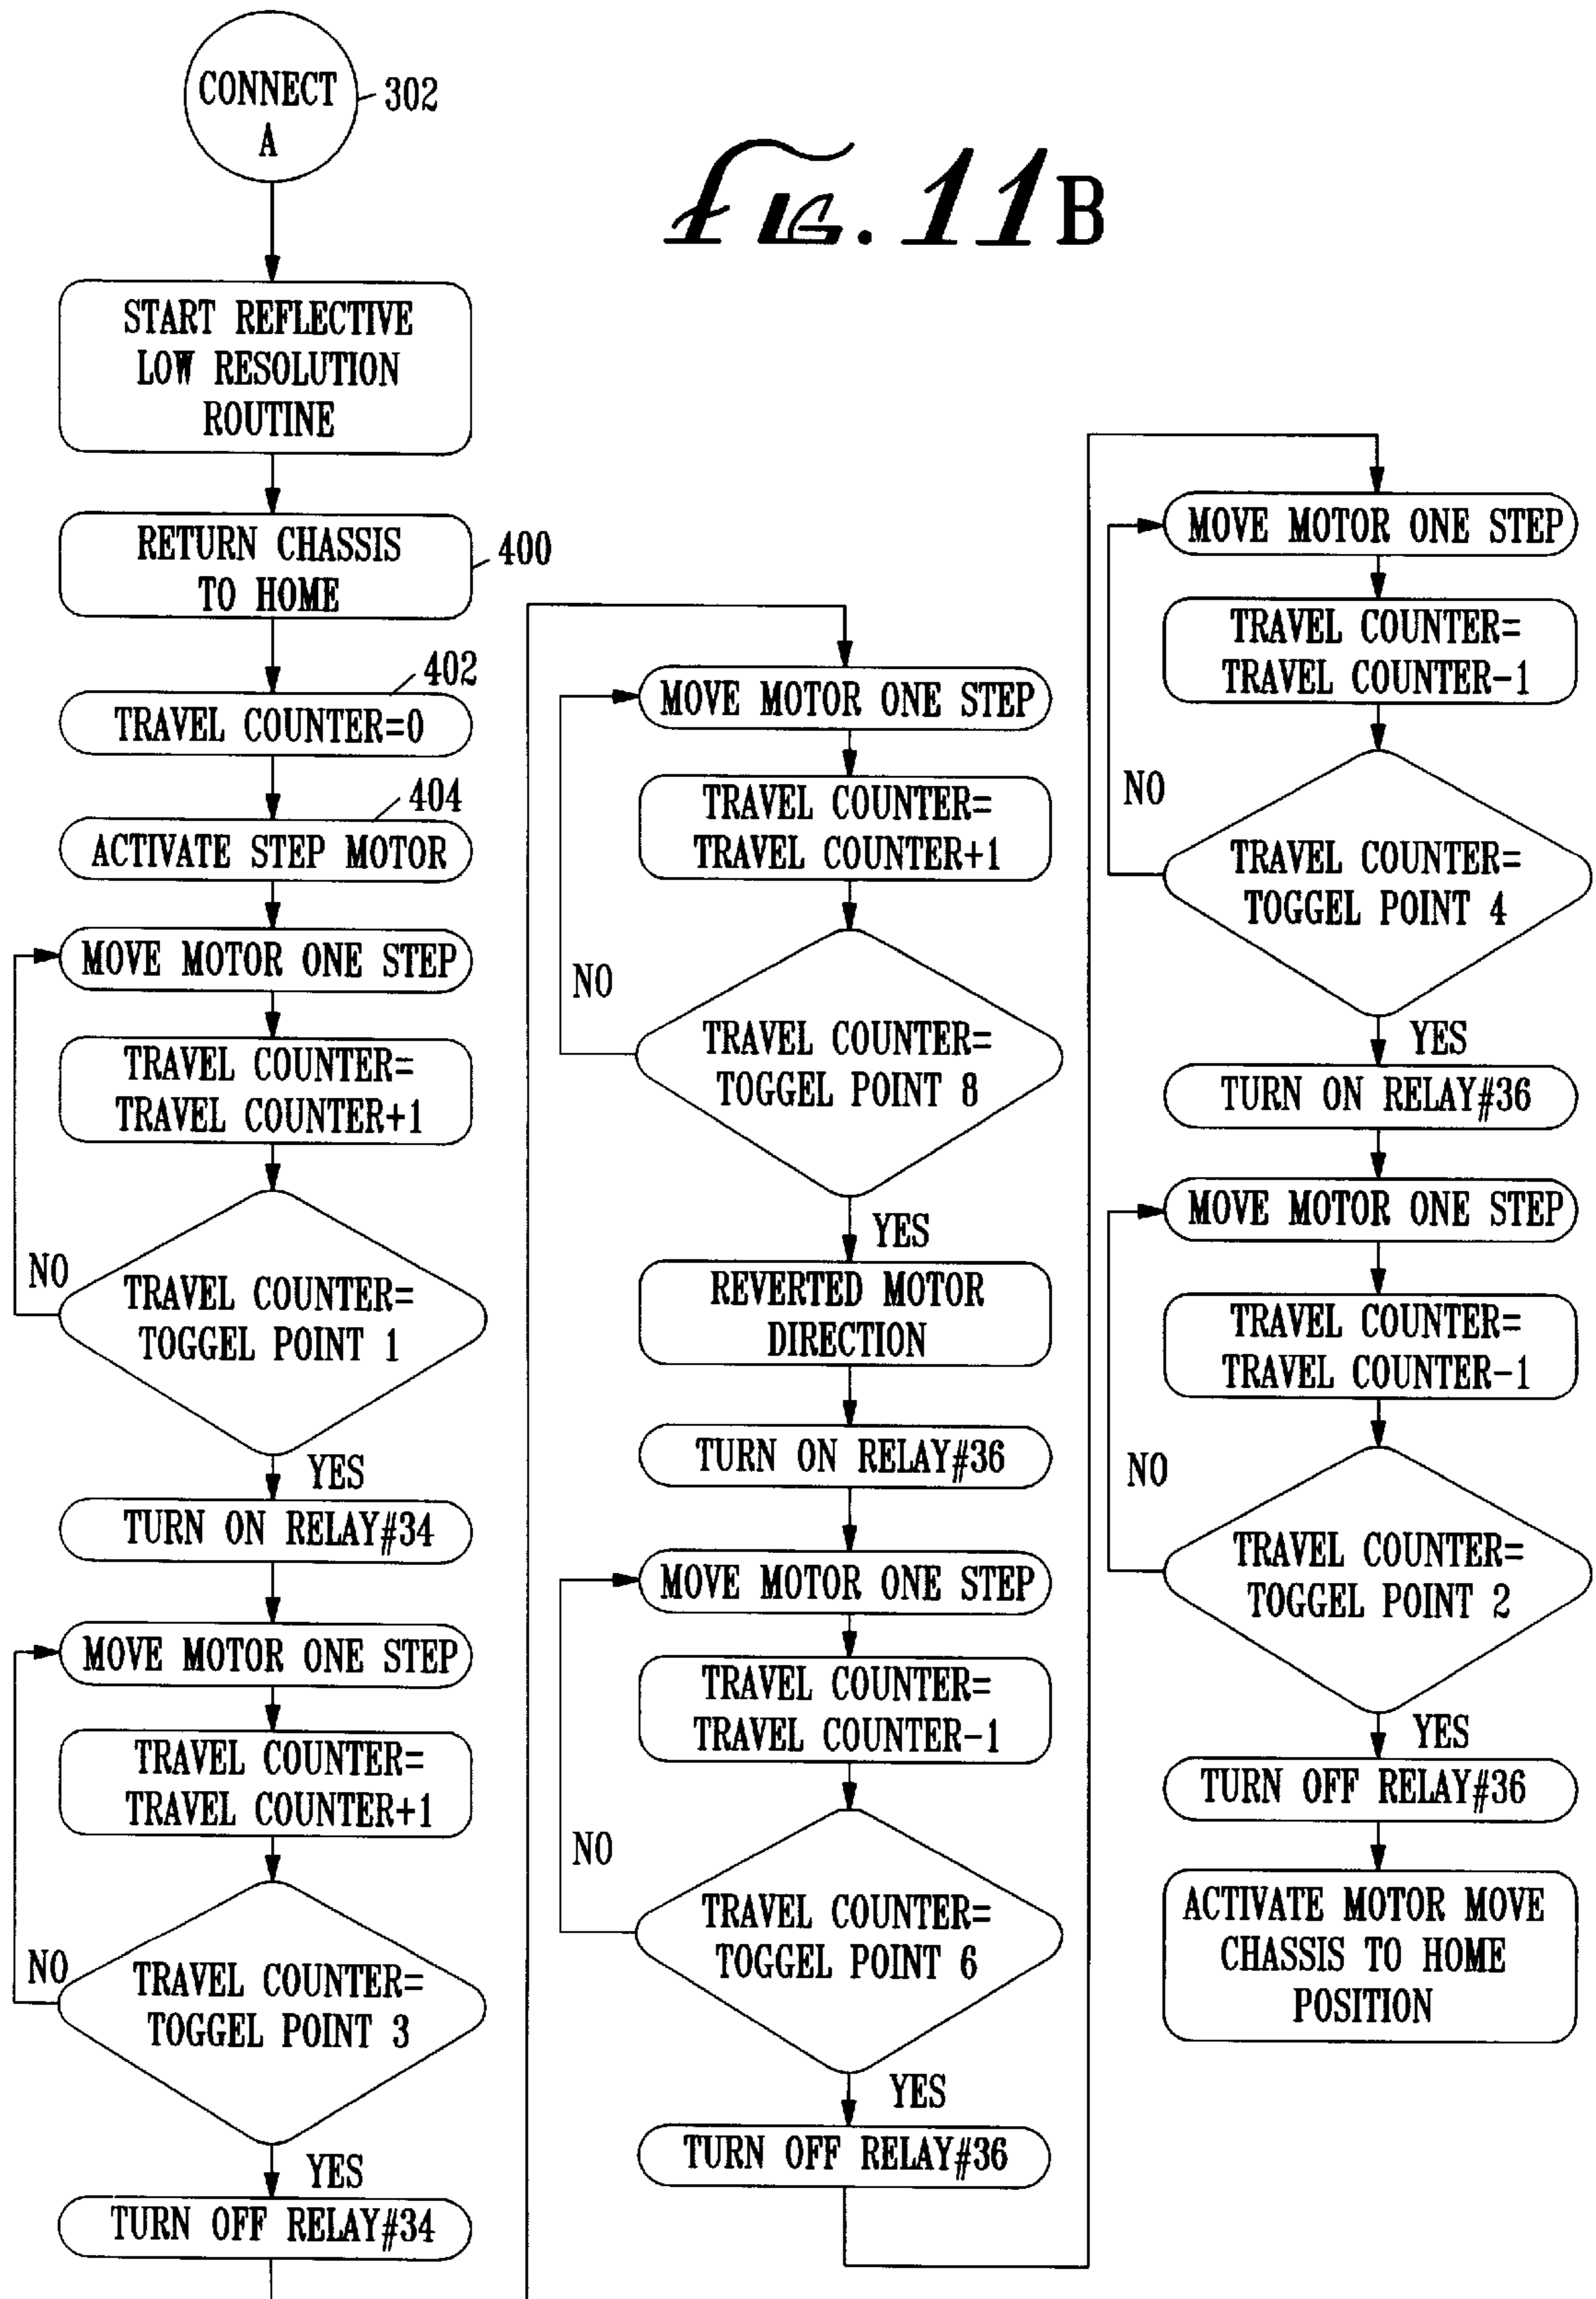 CONNECT
A
302
FIG. 11B
START REFLECTIVE
LOW RESOLUTION
ROUTINE
RETURN CHASSIS
TO HOME
400
402
TRAVEL COUNTER=0
404
ACTIVATE STEP MOTOR
MOVE MOTOR ONE STEP
TRAVEL COUNTER=
TRAVEL COUNTER+1
NO
TRAVEL COUNTER=
TOGGEL POINT 1
YES
TURN ON RELAY#34
MOVE MOTOR ONE STEP
TRAVEL COUNTER=
TRAVEL COUNTER+1
NO
TRAVEL COUNTER=
TOGGEL POINT 3
YES
TURN OFF RELAY#34
MOVE MOTOR ONE STEP
TRAVEL COUNTER=
TRAVEL COUNTER+1
NO
TRAVEL COUNTER=
TOGGEL POINT 8
YES
REVERTED MOTOR
DIRECTION
TURN ON RELAY#36
MOVE MOTOR ONE STEP
TRAVEL COUNTER=
TRAVEL COUNTER-1
NO
TRAVEL COUNTER=
TOGGEL POINT 6
YES
TURN OFF RELAY#36
MOVE MOTOR ONE STEP
TRAVEL COUNTER=
TRAVEL COUNTER-1
NO
TRAVEL COUNTER=
TOGGEL POINT 4
YES
TURN ON RELAY#36
MOVE MOTOR ONE STEP
TRAVEL COUNTER=
TRAVEL COUNTER-1
NO
TRAVEL COUNTER=
TOGGEL POINT 2
YES
TURN OFF RELAY#36
ACTIVATE MOTOR MOVE
CHASSIS TO HOME
POSITION